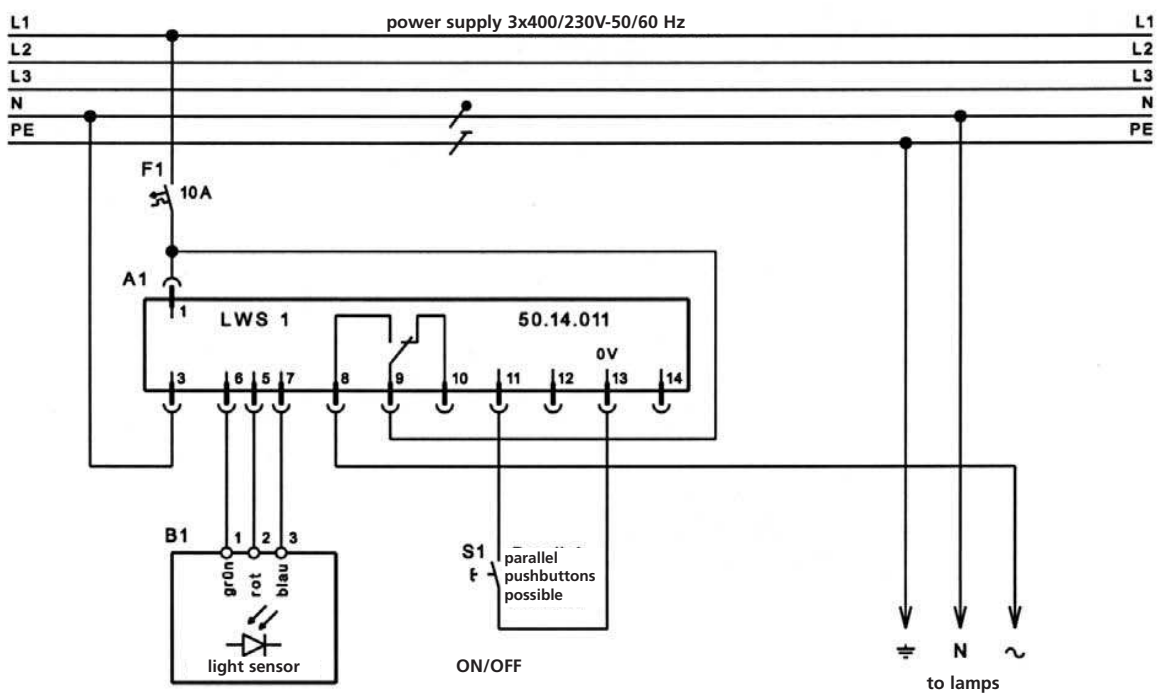 power supply 3x400/230V-50/60 Hz
L1 L1
L2 L2
L3 L3
N N
PE PE
F1
10A
A1
1
LWS 1 50.14.011
0V
3 6 5 7 8 9 10 11 12 13 14
B1 1 2 3
grün rot blau
light sensor
S1
parallel
pushbuttons
possible
ON/OFF
N
to lamps